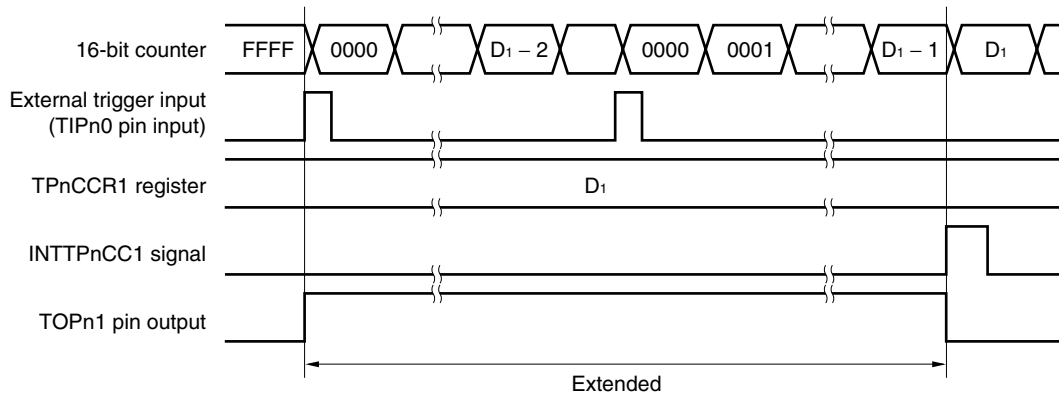 16-bit counter FFFF 0000 D1 − 2 0000 0001 D1 − 1 D1
External trigger input
(TIPn0 pin input)
TPnCCR1 register D1
INTTPnCC1 signal
TOPn1 pin output
Extended